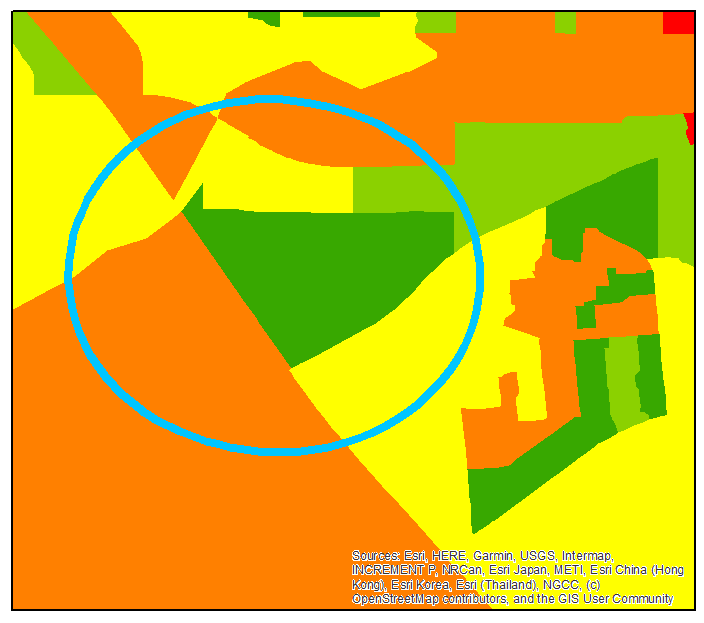 Sources: Esri, HERE, Garmin, USGS, Intermap,
INCREMENT P, NRCan, Esri Japan, METI, Esri China (Hong
Kong), Esri Korea, Esri (Thailand), NGCC, (c)
OpenStreetMap contributors, and the GIS User Community